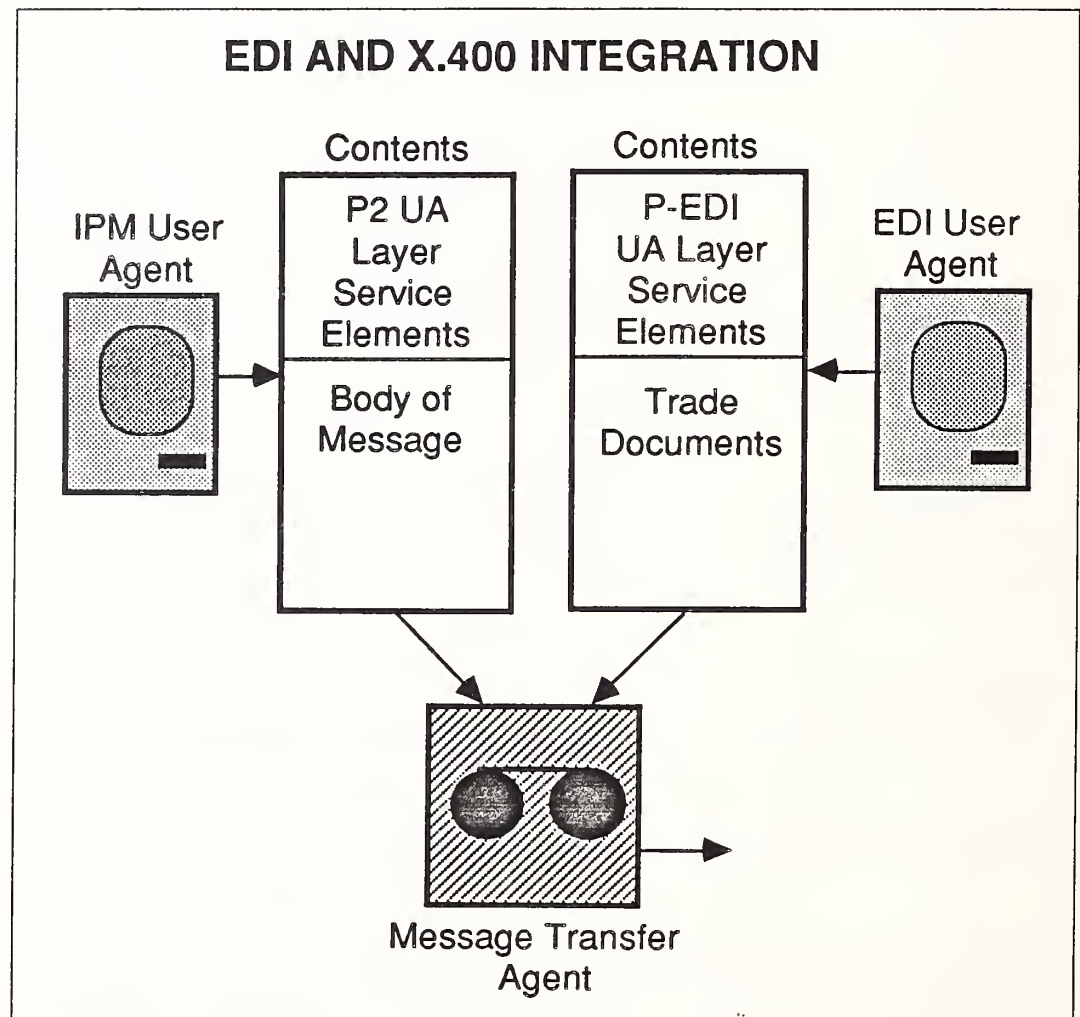 EDI AND X.400 INTEGRATION
Contents
Contents
IPM User
Agent
P2 UA
Layer
Service
Elements
Body of
Message
P-EDI
UA Layer
Service
Elements
Trade
Documents
EDI User
Agent
Message Transfer
Agent